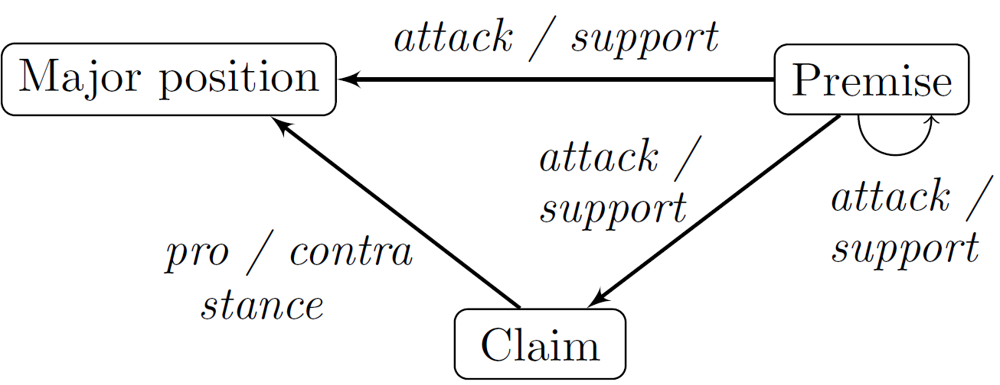 attack / support
Major position
Premise
attack /
support
attack /
support
pro / contra
stance
Claim